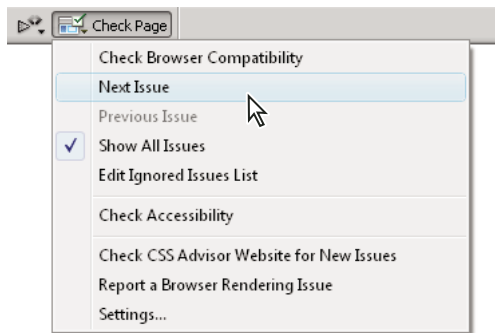 Check Page
Check Browser Compatibility
Next Issue
Previous Issue
Show All Issues
Edit Ignored Issues List
Check Accessibility
Check CSS Advisor Website for New Issues
Report a Browser Rendering Issue
Settings...